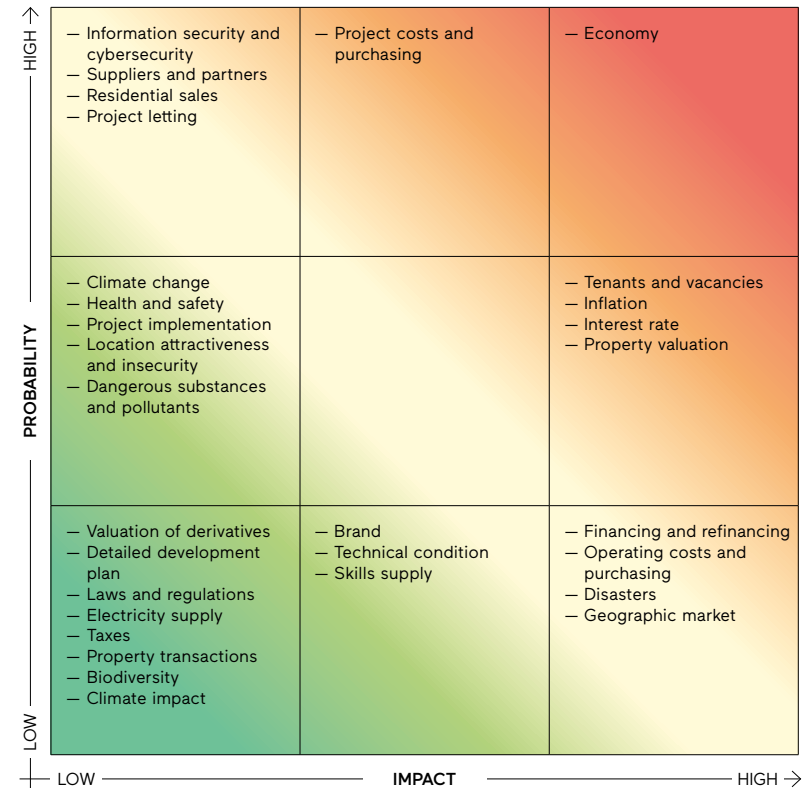 HIGH
PROBABILITY
LOW
— Information security and
cybersecurity
— Suppliers and partners
— Residential sales
— Project letting
— Project costs and
purchasing
— Economy
— Climate change
— Health and safety
— Project implementation
— Location attractiveness
and insecurity
— Dangerous substances
and pollutants
— Tenants and vacancies
— Inflation
— Interest rate
— Property valuation
— Valuation of derivatives
— Detailed development
plan
— Laws and regulations
— Electricity supply
— Taxes
— Property transactions
— Biodiversity
— Climate impact
— Brand
— Technical condition
— Skills supply
— Financing and refinancing
— Operating costs and
purchasing
— Disasters
— Geographic market
LOW
IMPACT
HIGH